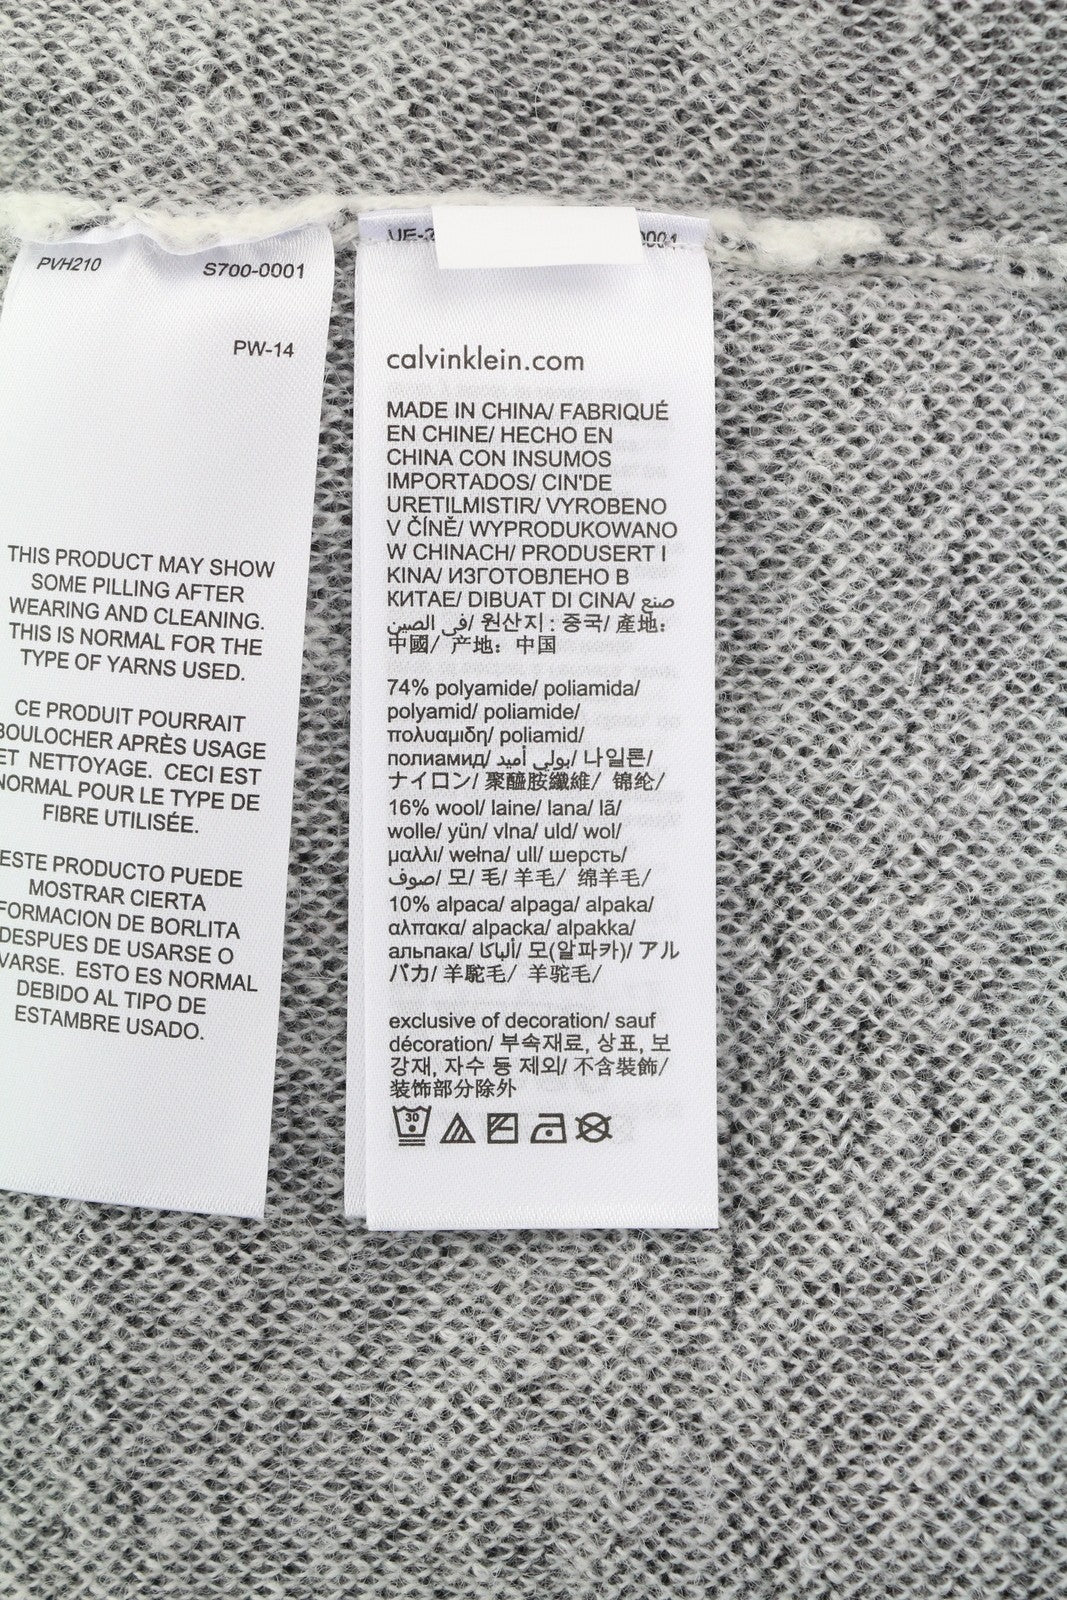 PVH210
S700-0001
PW-14
THIS PRODUCT MAY SHOW
SOME PILLING AFTER
WEARING AND CLEANING.
THIS IS NORMAL FOR THE
TYPE OF YARNS USED.
CE PRODUIT POURRAIT
BOULOCHER APRÈS USAGE
ET NETTOYAGE. CECI EST
NORMAL POUR LE TYPE DE
FIBRE UTILISÉE.
ESTE PRODUCTO PUEDE
MOSTRAR CIERTA
FORMACION DE BORLITA
DESPUES DE USARSE O
VARSE. ESTO ES NORMAL
DEBIDO AL TIPO DE
ESTAMBRE USADO.
calvinklein.com
MADE IN CHINA/ FABRIQUÉ
EN CHINE/ HECHO EN
CHINA CON INSUMOS
IMPORTADOS/ CIN'DE
URETILMISTIR/ VYROBENO
V ČÍNĚ/ WYPRODUKOWANO
W CHINACH/ PRODUSERT I
KINA/ ИЗГОТОВЛЕНО В
КИТАЕ/ DIBUAT DI CINA/ صنع
في الصين/ 원산지 : 중국/ 產地:
中國/ 产地: 中国
74% polyamide/ poliamida/
polyamid/ poliamide/
πολυαμιδη/ poliamid/
полиамид/ بولي أميد/ 나일론/
ナイロン/ 聚醯胺纖維/ 锦纶/
16% wool/ laine/ lana/ lã/
wolle/ yün/ vlna/ uld/ wol/
μαλλι/ wełna/ ull/ шерсть/
صوف/ 모/ 毛/ 羊毛/ 绵羊毛/
10% alpaca/ alpaga/ alpaka/
αλπακα/ alpacka/ alpakka/
альпака/ ألباكا/ 모(알파카)/ アル
パカ/ 羊駝毛/ 羊驼毛/
exclusive of decoration/ sauf
décoration/ 부속재료, 상표, 보
강재, 자수 등 제외/ 不含裝飾/
装饰部分除外
30